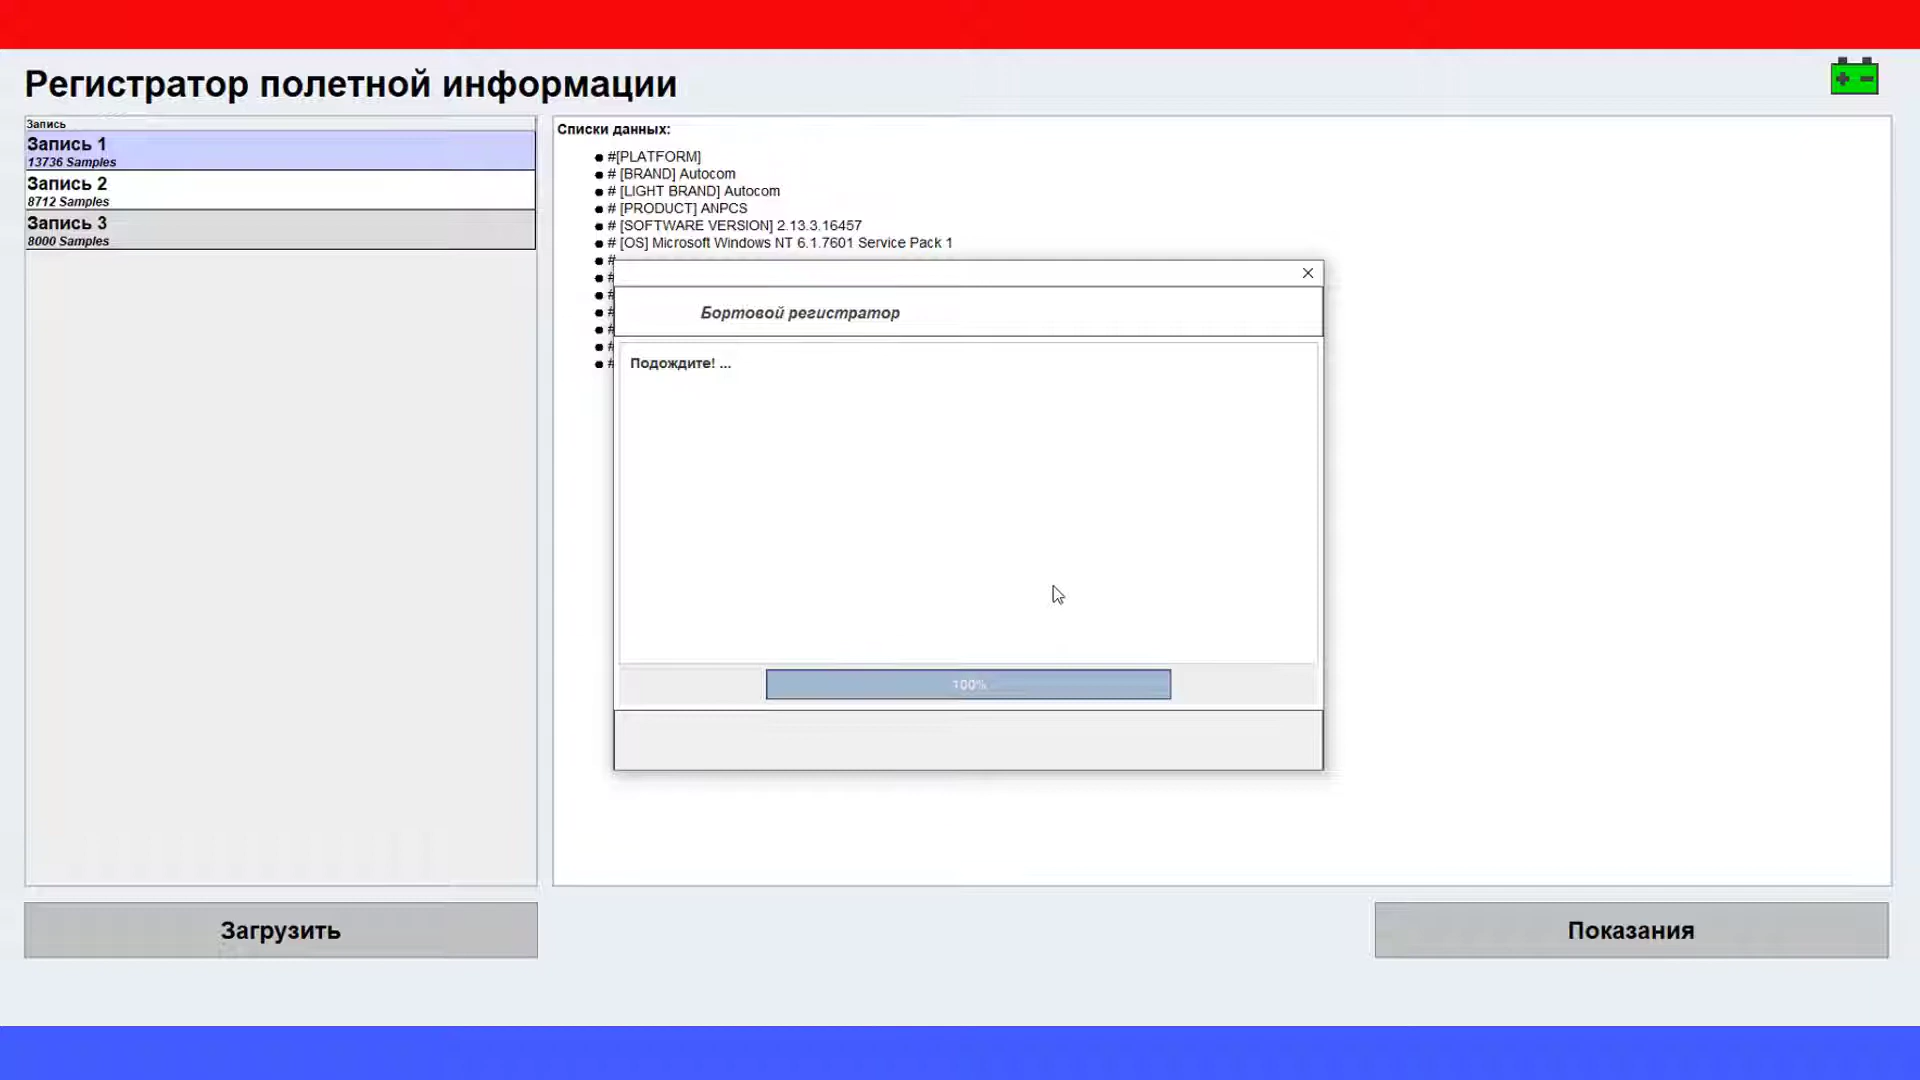 Регистратор полетной информации
Запись
Запись 1
13736 Samples
Запись 2
8712 Samples
Запись 3
8000 Samples
Списки данных:
#[PLATFORM]
# [BRAND] Autocom
# [LIGHT BRAND] Autocom
# [PRODUCT] ANPCS
# [SOFTWARE VERSION] 2.13.3.16457
# [OS] Microsoft Windows NT 6.1.7601 Service Pack 1
#
#
#
#
#
#
#
Бортовой регистратор
Подождите! ...
100%
Загрузить
Показания